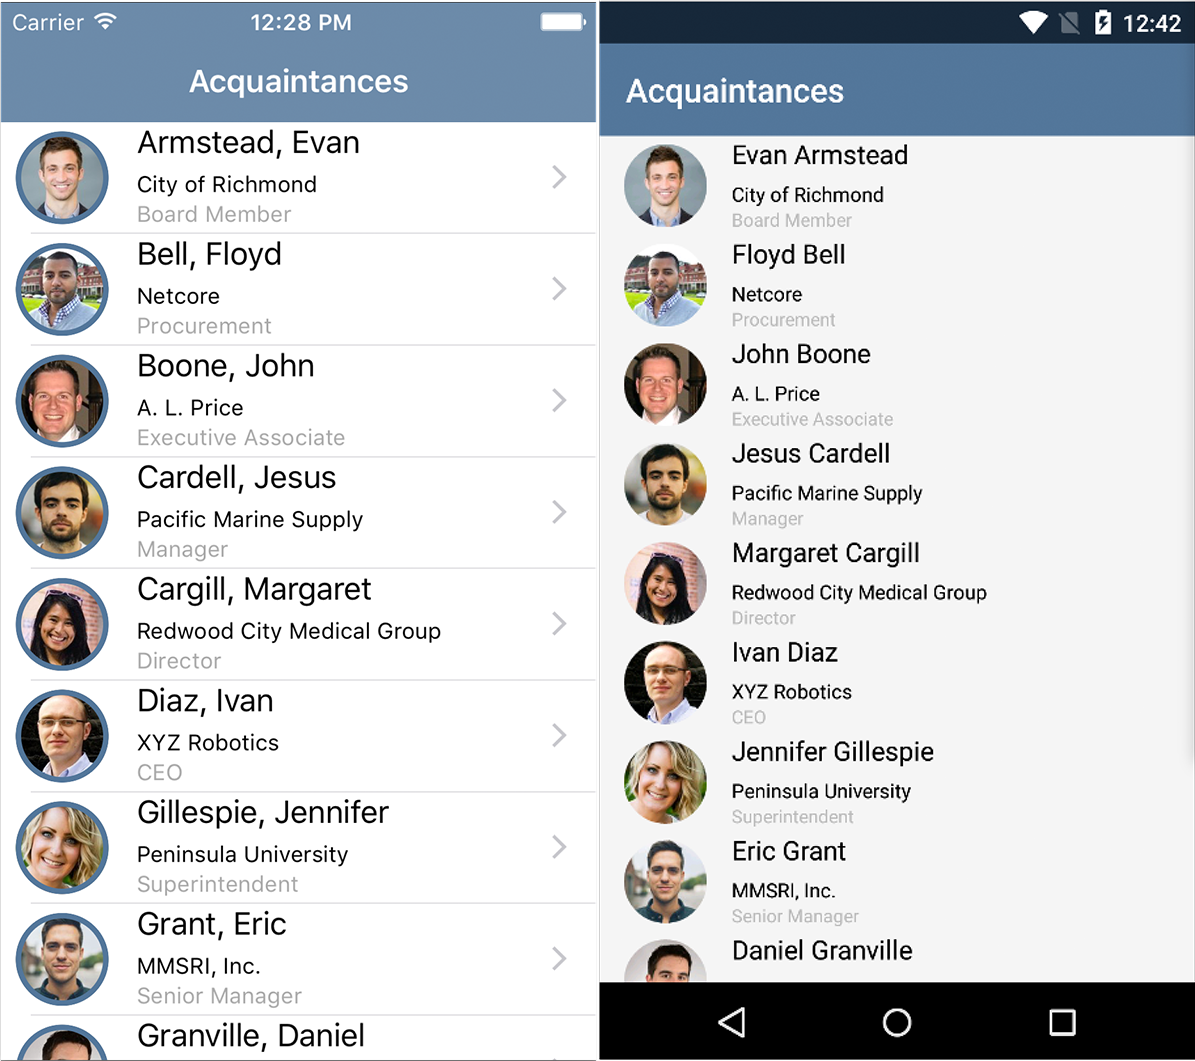 Carrier
12:28 PM
Acquaintances
Armstead, Evan
City of Richmond
Board Member
Bell, Floyd
Netcore
Procurement
Boone, John
A. L. Price
Executive Associate
Cardell, Jesus
Pacific Marine Supply
Manager
Cargill, Margaret
Redwood City Medical Group
Director
Diaz, Ivan
XYZ Robotics
CEO
Gillespie, Jennifer
Peninsula University
Superintendent
Grant, Eric
MMSRI, Inc.
Senior Manager
Granville, Daniel
12:42
Acquaintances
Evan Armstead
City of Richmond
Board Member
Floyd Bell
Netcore
Procurement
John Boone
A. L. Price
Executive Associate
Jesus Cardell
Pacific Marine Supply
Manager
Margaret Cargill
Redwood City Medical Group
Director
Ivan Diaz
XYZ Robotics
CEO
Jennifer Gillespie
Peninsula University
Superintendent
Eric Grant
MMSRI, Inc.
Senior Manager
Daniel Granville